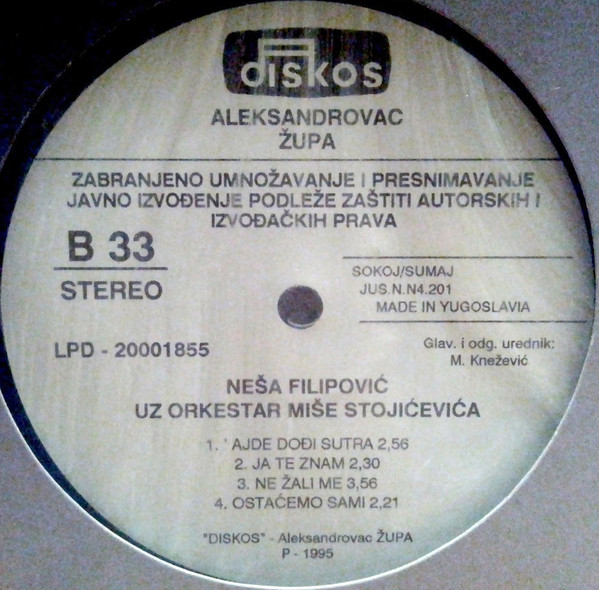 diskos
ALEKSANDROVAC
ŽUPA
ZABRANJENO UMNOŽAVANJE I PRESNIMAVANJE
JAVNO IZVOĐENJE PODLEŽE ZAŠTITI AUTORSKIH I
IZVOĐAČKIH PRAVA
B 33
STEREO
SOKOJ/SUMAJ
JUS.N.N4.201
MADE IN YUGOSLAVIA
LPD - 20001855
Glav. i odg. urednik:
M. Knežević
NEŠA FILIPOVIĆ
UZ ORKESTAR MIŠE STOJIĆEVIĆA
1. ' AJDE DOĐI SUTRA 2,56
2. JA TE ZNAM 2,30
3. NE ŽALI ME 3,56
4. OSTAĆEMO SAMI 2,21
"DISKOS" - Aleksandrovac ŽUPA
P - 1995